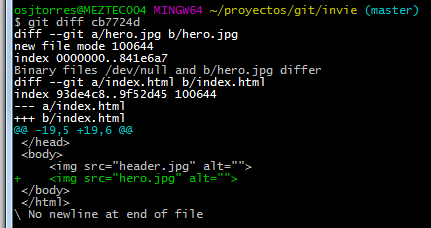 osjtorres@MEZTECO04 MINGW64 ~/proyectos/git/invie (master)
$ git diff cb7724d
diff --git a/hero.jpg b/hero.jpg
new file mode 100644
index 0000000..841e6a7
Binary files /dev/null and b/hero.jpg differ
diff --git a/index.html b/index.html
index 93de4c8..9f52d45 100644
--- a/index.html
+++ b/index.html
@@ -19,5 +19,6 @@
 </head>
 <body>
     <img src="header.jpg" alt="">
+    <img src="hero.jpg" alt="">
 </body>
 </html>
\ No newline at end of file